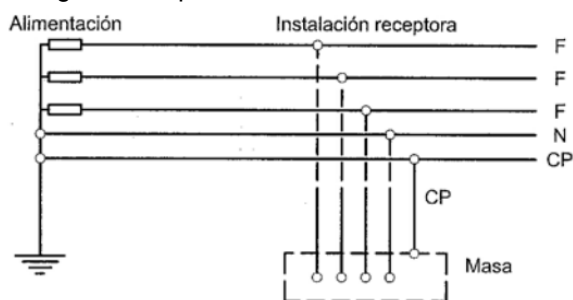 Alimentación
Instalación receptora
F
F
F
N
CP
CP
Masa